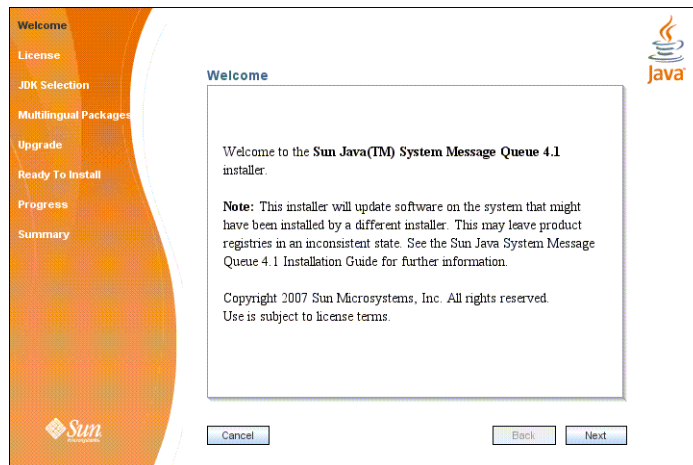 Welcome
License
JDK Selection
Multilingual Packages
Upgrade
Ready To Install
Progress
Summary
Sun
microsystems
Java
Welcome
Welcome to the Sun Java(TM) System Message Queue 4.1
installer.
Note: This installer will update software on the system that might
have been installed by a different installer. This may leave product
registries in an inconsistent state. See the Sun Java System Message
Queue 4.1 Installation Guide for further information.
Copyright 2007 Sun Microsystems, Inc. All rights reserved.
Use is subject to license terms.
Cancel
Back
Next